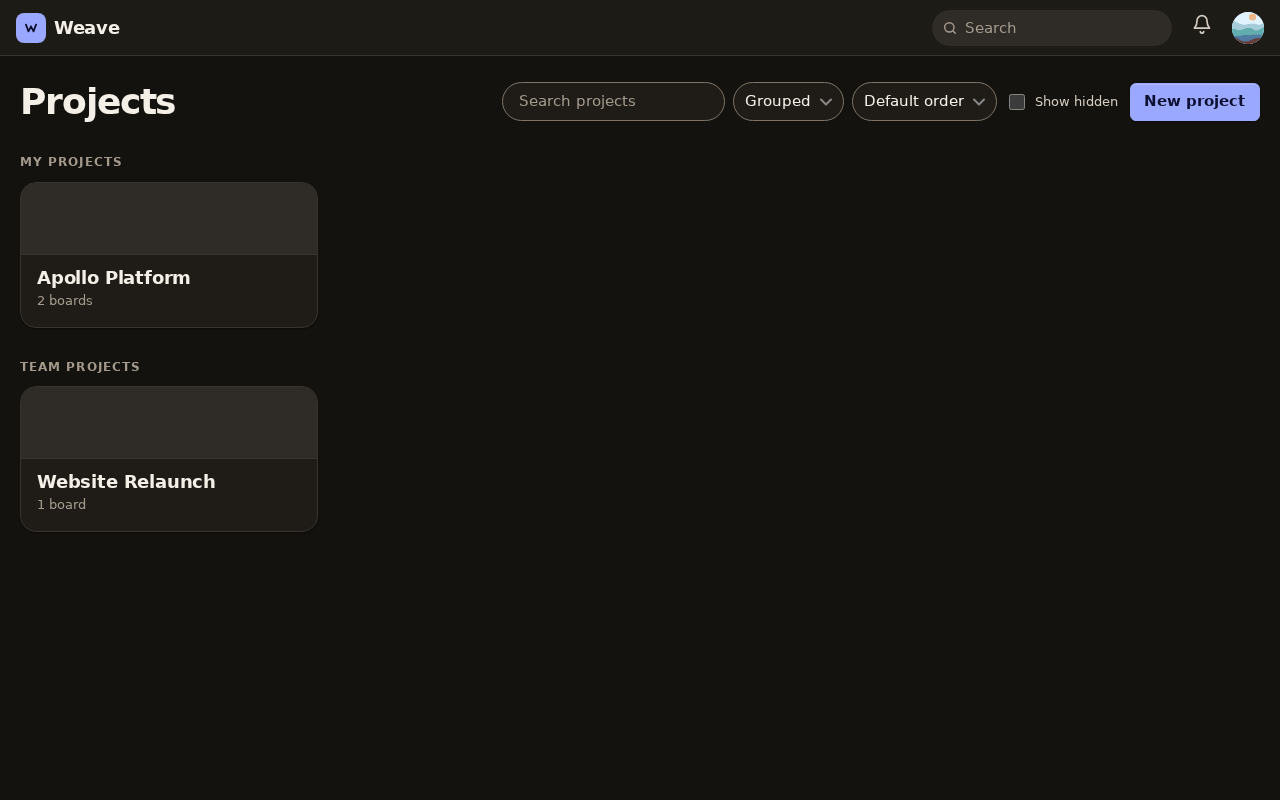 Weave
Search
Projects
Search projects
Grouped
Default order
Show hidden
New project
MY PROJECTS
Apollo Platform
2 boards
TEAM PROJECTS
Website Relaunch
1 board